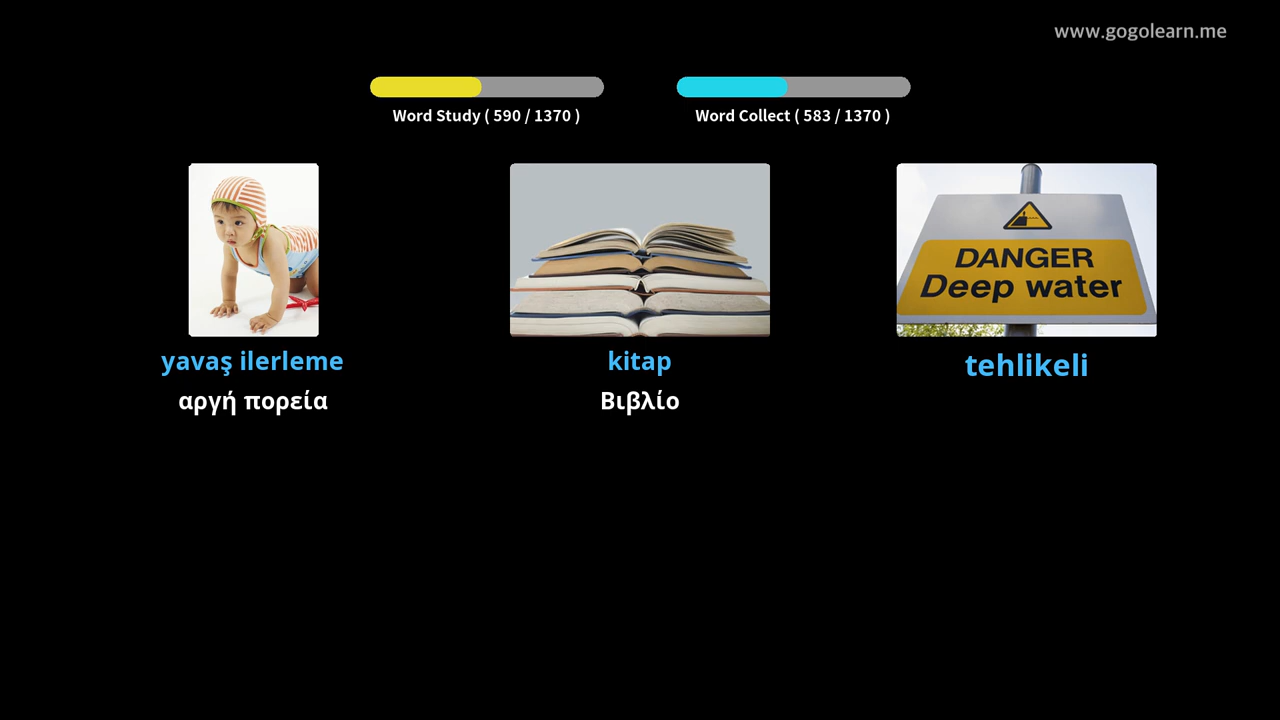 www.gogolearn.me
Word Study ( 590 / 1370 )
Word Collect ( 583 / 1370 )
DANGER
Deep water
yavaş ilerleme
kitap
tehlikeli
αργή πορεία
Βιβλίο